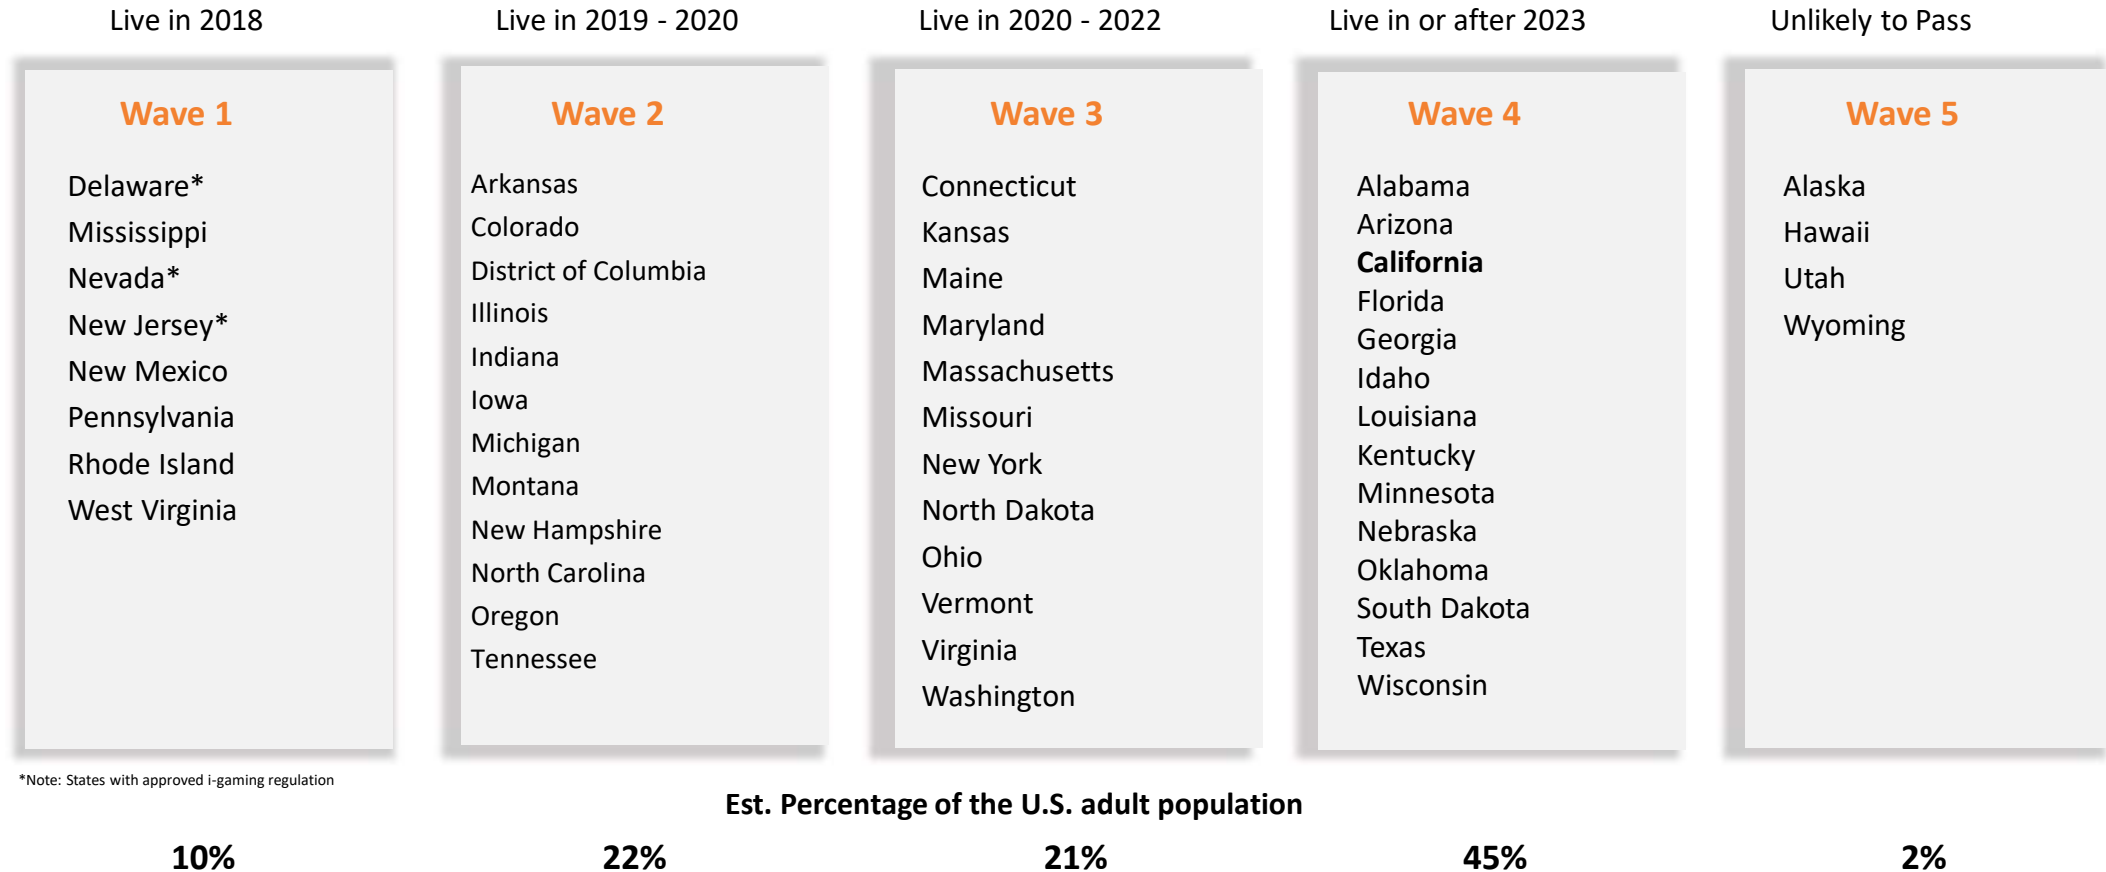 Live in 2018
Wave 1
Delaware*
Mississippi
Nevada*
New Jersey*
New Mexico
Pennsylvania
Rhode Island
West Virginia
Live in 2019 - 2020
Wave 2
Arkansas
Colorado
District of Columbia
Illinois
Indiana
Iowa
Michigan
Montana
New Hampshire
North Carolina
Oregon
Tennessee
Live in 2020 - 2022
Wave 3
Connecticut
Kansas
Maine
Maryland
Massachusetts
Missouri
New York
North Dakota
Ohio
Vermont
Virginia
Washington
Live in or after 2023
Wave 4
Alabama
Arizona
California
Florida
Georgia
Idaho
Louisiana
Kentucky
Minnesota
Nebraska
Oklahoma
South Dakota
Texas
Wisconsin
Unlikely to Pass
Wave 5
Alaska
Hawaii
Utah
Wyoming
*Note: States with approved i-gaming regulation
Est. Percentage of the U.S. adult population
10%
22%
21%
45%
2%